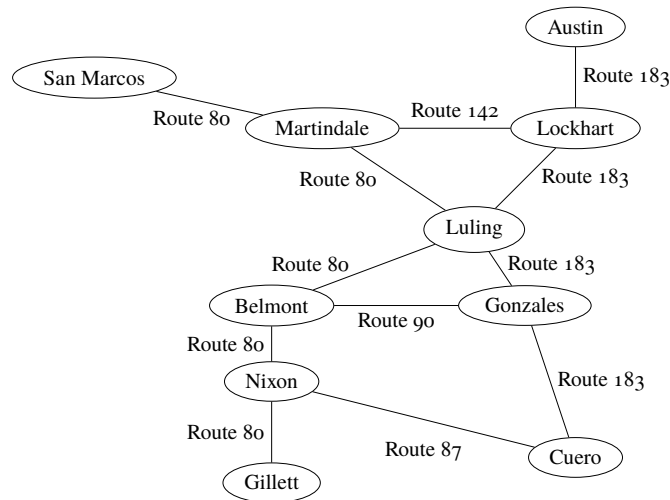 Austin
San Marcos
Route 183
Route 80
Route 142
Martindale
Lockhart
Route 80
Route 183
Luling
Route 80
Route 183
Belmont
Gonzales
Route 90
Route 80
Nixon
Route 183
Route 80
Route 87
Cuero
Gillett